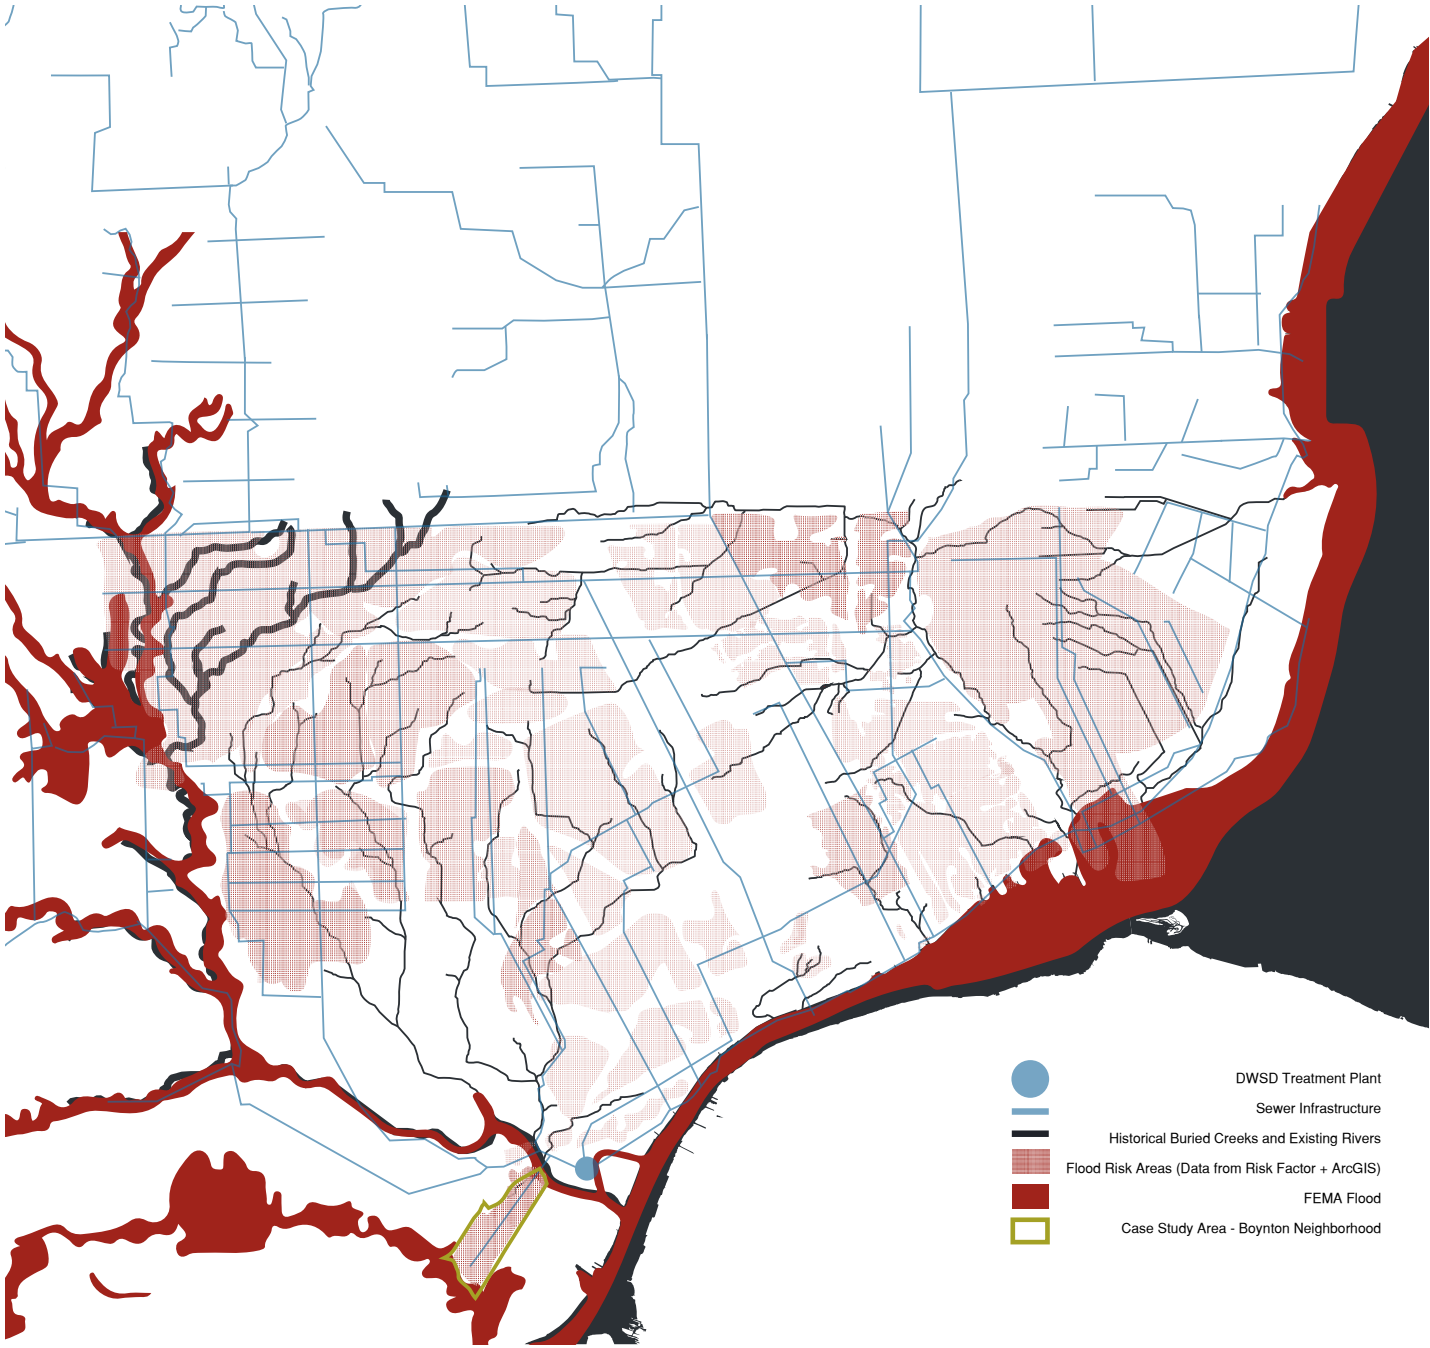 DWSD Treatment Plant
Sewer Infrastructure
Historical Buried Creeks and Existing Rivers
Flood Risk Areas (Data from Risk Factor + ArcGIS)
FEMA Flood
Case Study Area - Boynton Neighborhood